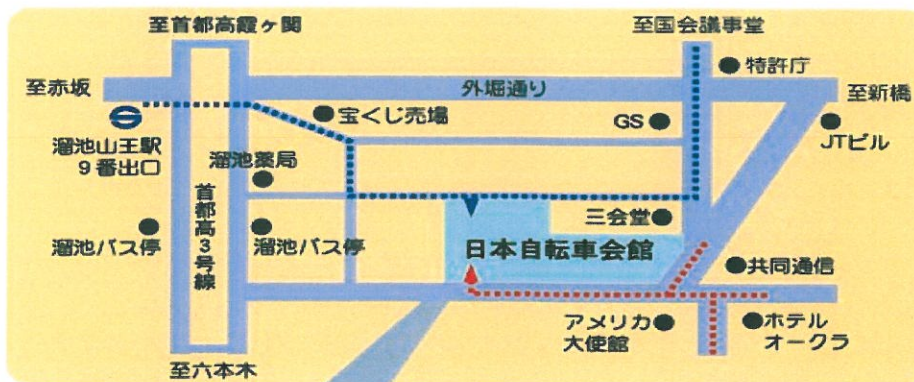 至首都高霞ヶ関
至国会議事堂
特許庁
至赤坂
外堀通り
至新橋
宝くじ売場
GS
JTビル
溜池山王駅
9番出口
溜池薬局
首都高3号線
三会堂
溜池バス停
溜池バス停
日本自転車会館
共同通信
アメリカ
大使館
ホテル
オークラ
至六本木